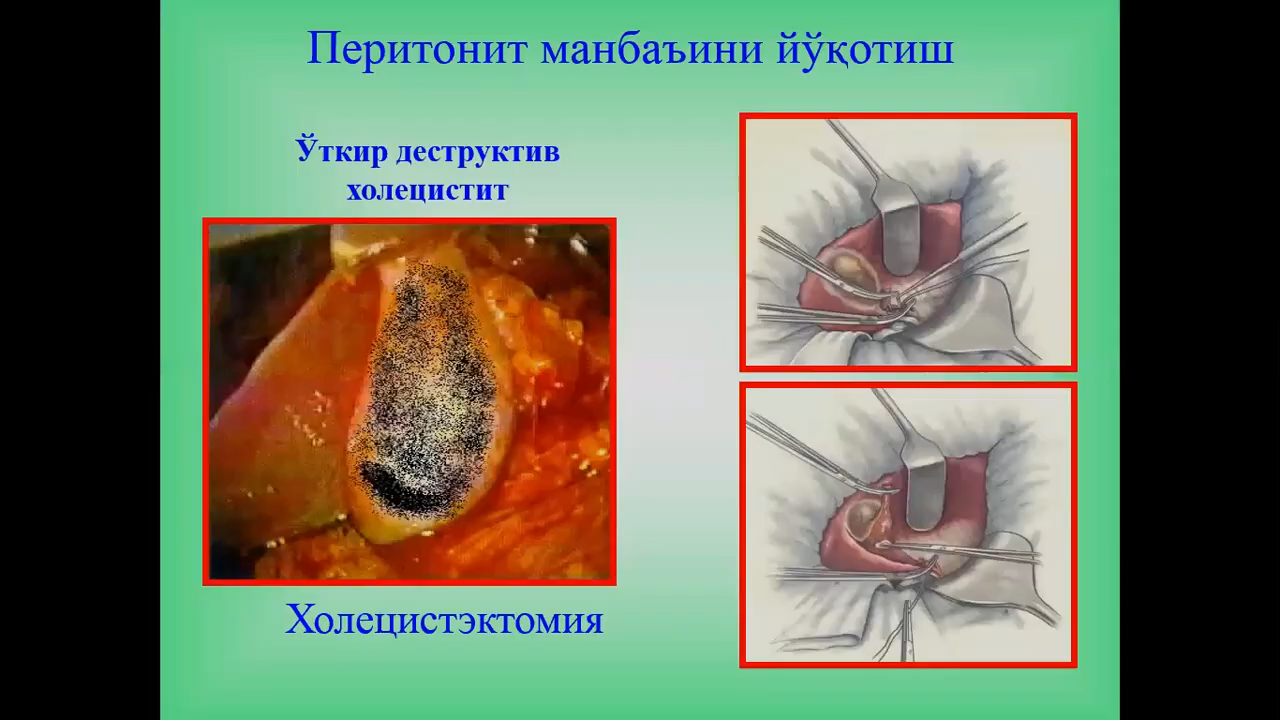 Перитонит манбаъини йўқотиш
Ўткир деструктив
холецистит
Холецистэктомия